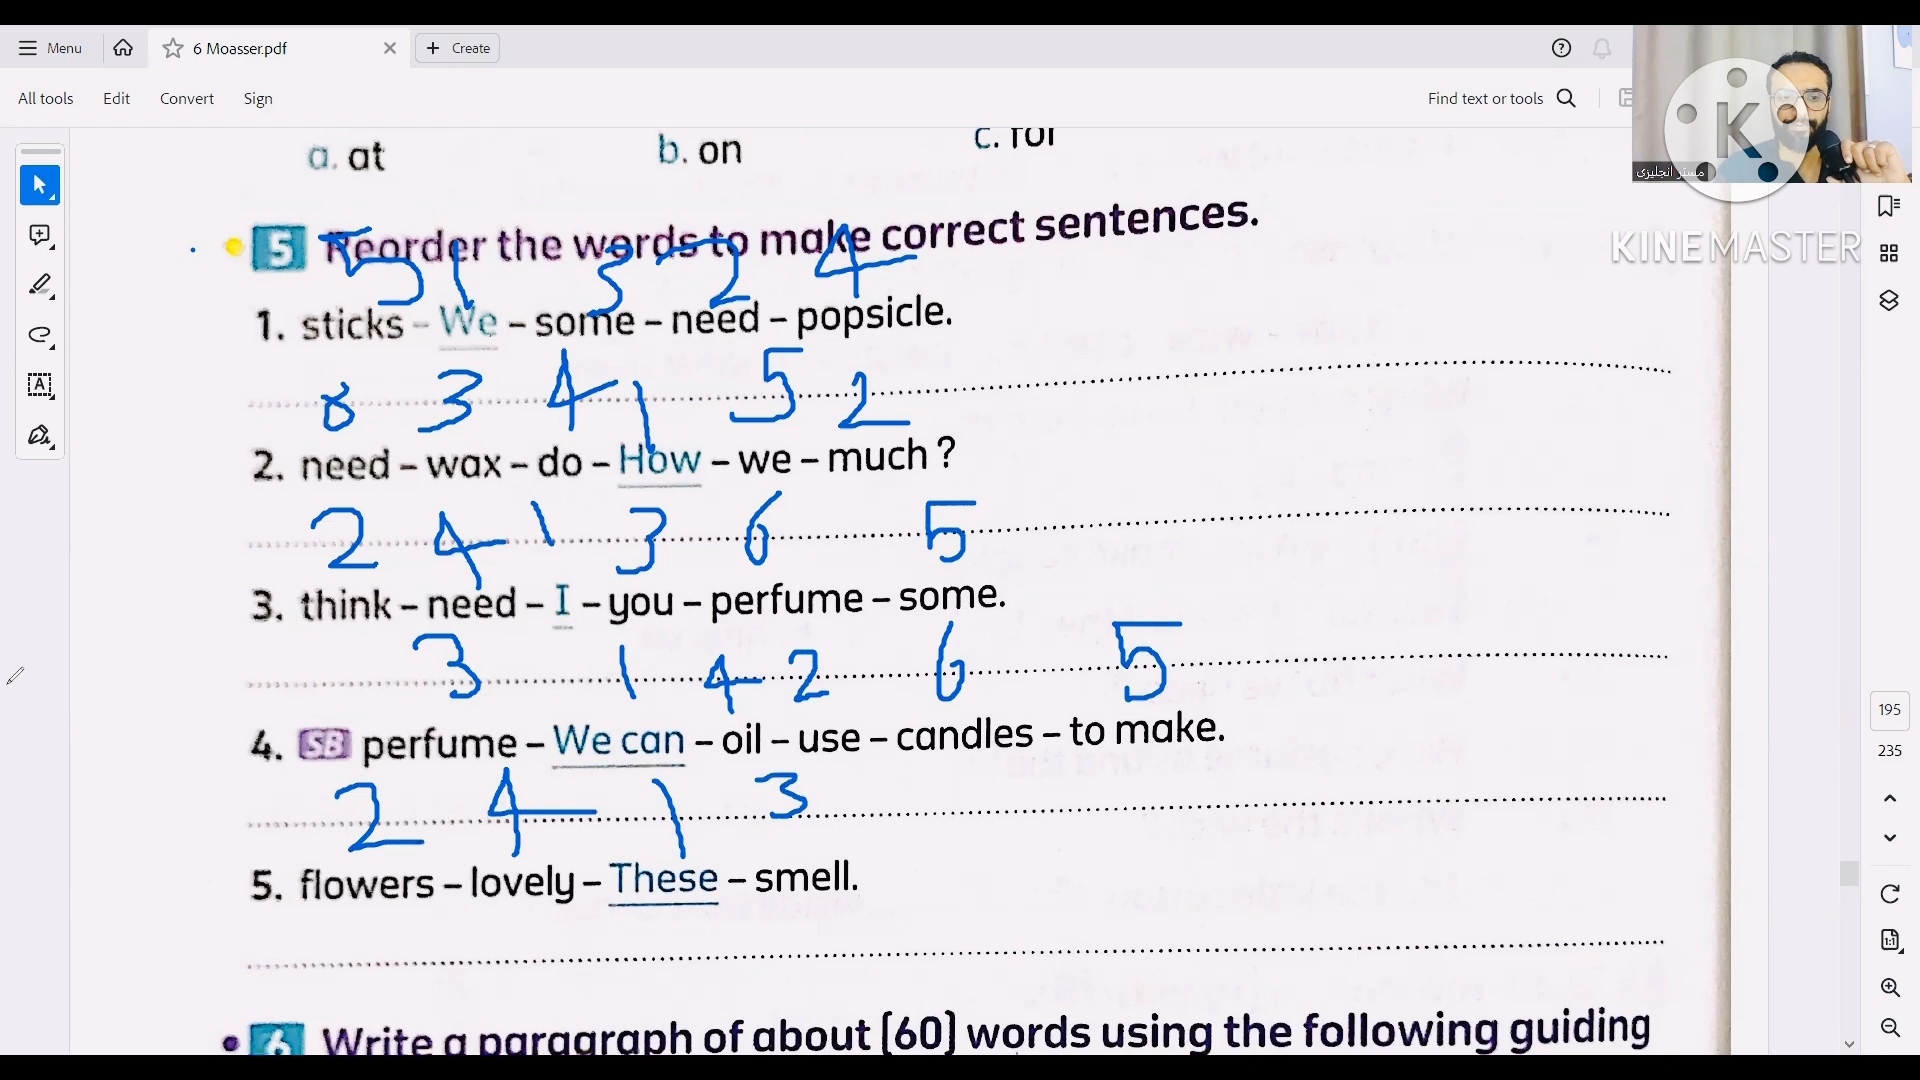 Menu
6 Moasser.pdf
Create
All tools
Edit
Convert
Sign
Find text or tools
K
مستر انجليزى
KINEMASTER
a. at
b. on
c. for
5 Reorder the words to make correct sentences.
5 1 3 2 4
1. sticks – We – some – need – popsicle.
8 3 4 1 5 2
2. need – wax – do – How – we – much ?
2 4 1 3 6 5
3. think – need – I – you – perfume – some.
3 1 4 2 6 5
4. SB perfume – We can – oil – use – candles – to make.
2 4 1 3
5. flowers – lovely – These – smell.
6 Write a paragraph of about (60) words using the following guiding
195
235